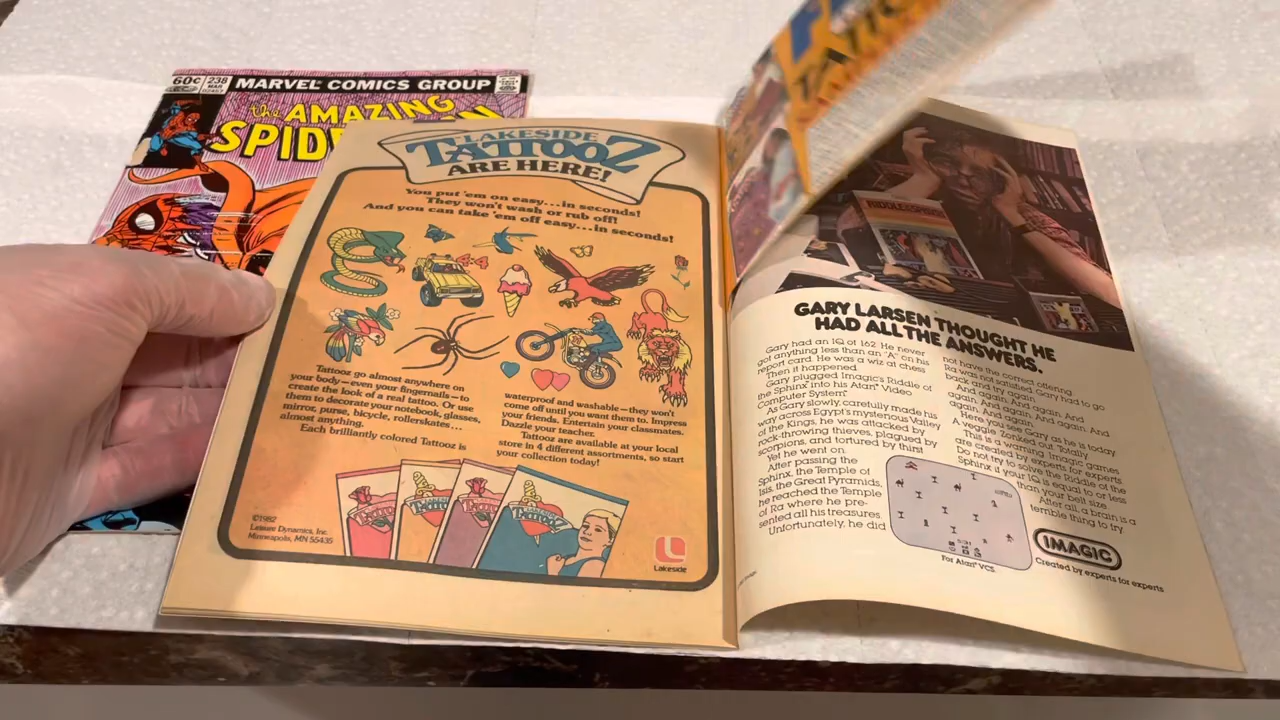 60¢ 238 MAR MARVEL COMICS GROUP
the AMAZING
SPID
LAKESIDE
TATTOOZ
ARE HERE!
You put 'em on easy...in seconds!
They won't wash or rub off!
And you can take 'em off easy...in seconds!
4×4
Tattooz go almost anywhere on
your body—even your fingernails—to
create the look of a real tattoo. Or use
them to decorate your notebook, glasses,
mirror, purse, bicycle, rollerskates...
almost anything.
Each brilliantly colored Tattooz is
waterproof and washable—they won't
come off until you want them to. Impress
your friends. Entertain your classmates.
Dazzle your teacher.
Tattooz are available at your local
store in 4 different assortments, so start
your collection today!
©1982
Leisure Dynamics, Inc.
Minneapolis, MN 55435
TATTOOZ
Lakeside
GARY LARSEN THOUGHT HE
HAD ALL THE ANSWERS.
Gary had an IQ of 162. He never
got anything less than an "A" on his
report card. He was a wiz at chess
Then it happened
Gary plugged Imagic's Riddle of
the Sphinx into his Atari® Video
Computer System®
As Gary slowly, carefully made his
way across Egypt's mysterious Valley
of the Kings, he was attacked by
rock-throwing thieves, plagued by
scorpions, and tortured by thirst
Yet he went on.
After passing the
Sphinx, the Temple of
Isis, the Great Pyramids,
he reached the Temple
of Ra where he pre-
sented all his treasures
Unfortunately, he did
not have the correct offering.
Ra was not satisfied. Gary had to go
back and try again.
And again. And again. And
again. And again. And again. And
again. And again.
Here you see Gary as he is today.
A veggie. Zonked out. Totally
This is a warning. Imagic games
are created by experts for experts
Do not try to solve the Riddle of the
Sphinx if your IQ is equal to or less
than your belt size.
After all, a brain is a
terrible thing to try.
For Atari® VCS
IMAGIC
Created by experts for experts